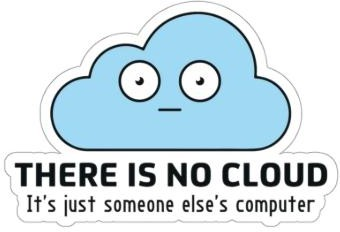 THERE IS NO CLOUD
It's just someone else's computer